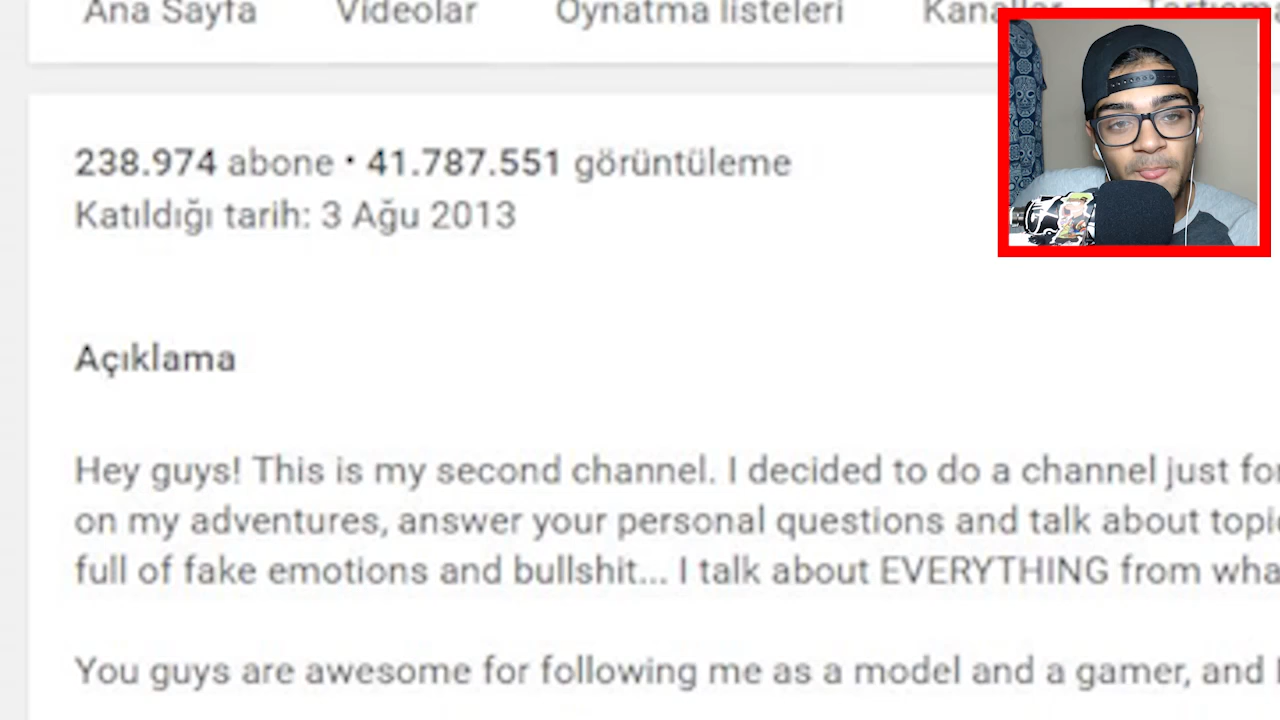 Ana Sayfa Videolar Oynatma listeleri Kanallar
238.974 abone • 41.787.551 görüntüleme
Katıldığı tarih: 3 Ağu 2013
Açıklama
Hey guys! This is my second channel. I decided to do a channel just for
on my adventures, answer your personal questions and talk about
full of fake emotions and bullshit... I talk about EVERYTHING from
You guys are awesome for following me as a model and a gamer, and